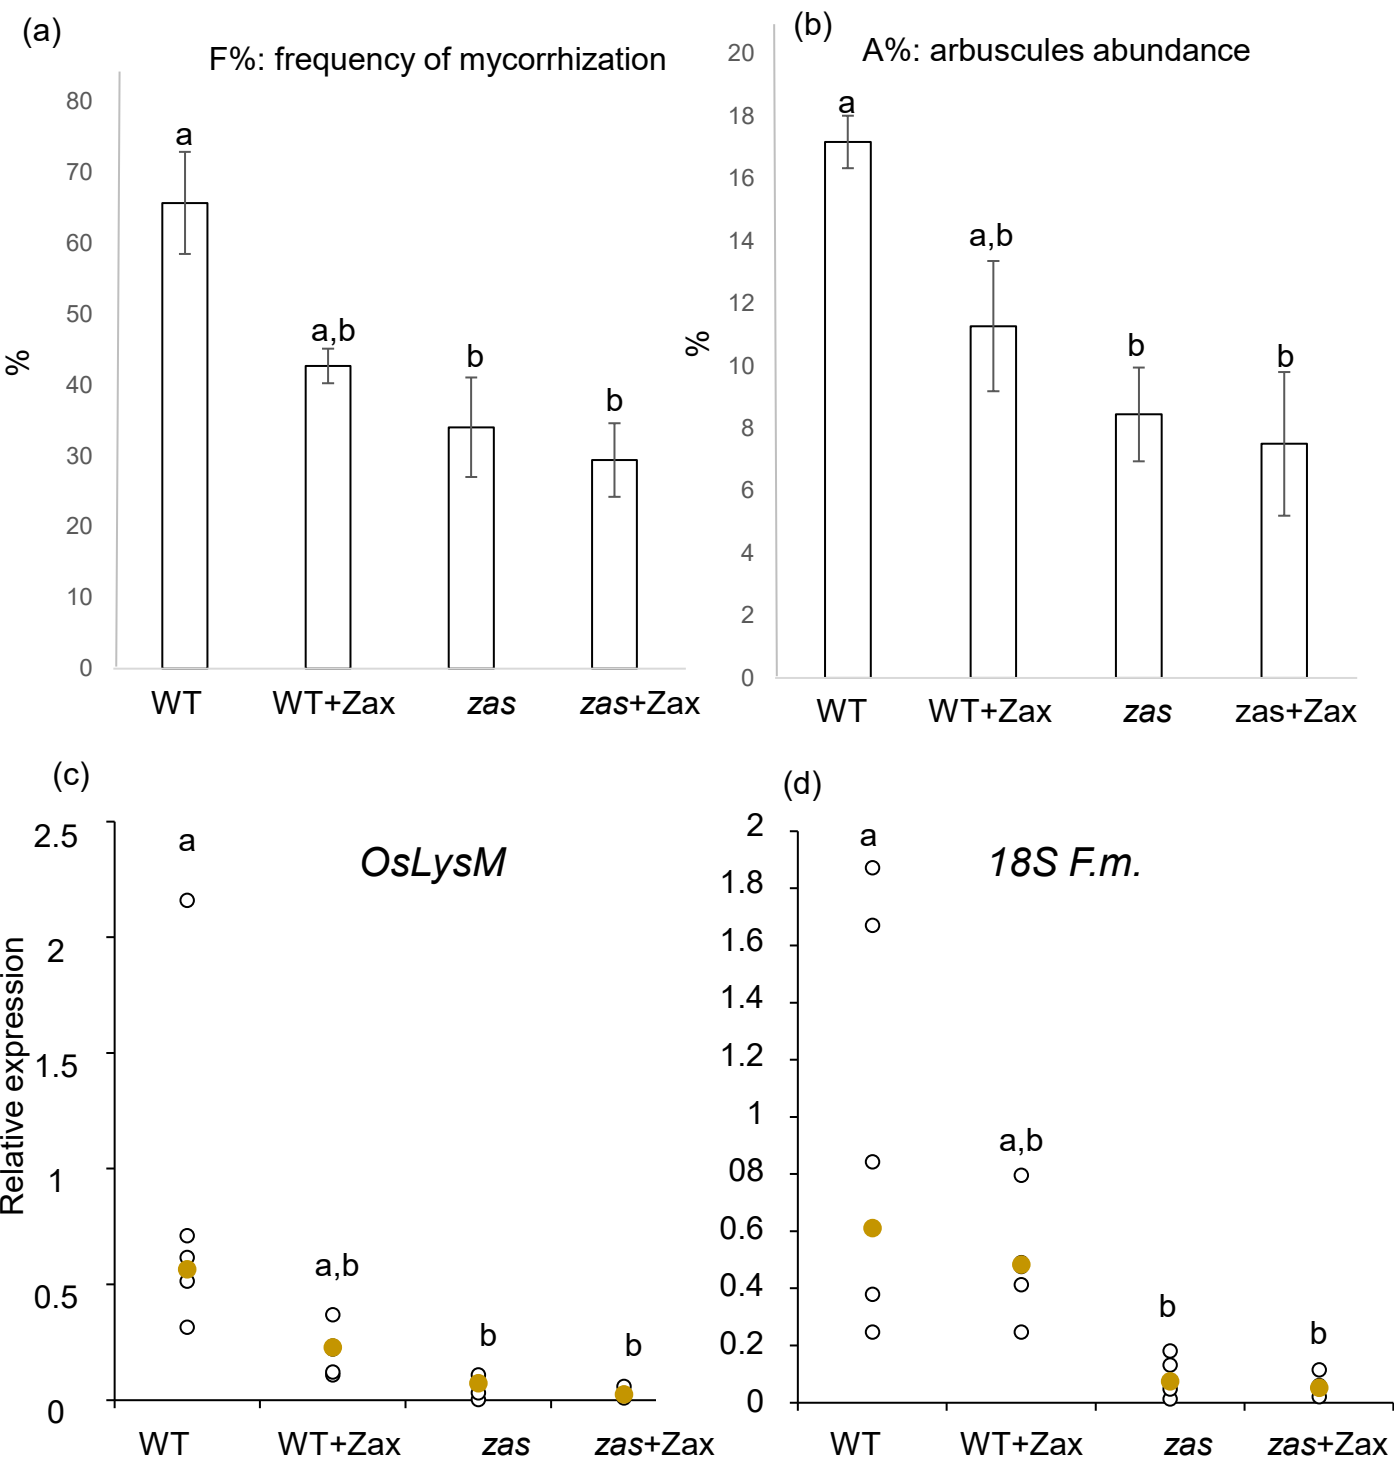 (a)
F%: frequency of mycorrhization
80
70
60
50
40
30
20
10
0
%
a
a,b
b
b
WT
WT+Zax
zas
zas+Zax
(b)
A%: arbuscules abundance
20
18
16
14
12
10
8
6
4
2
0
%
a
a,b
b
b
WT
WT+Zax
zas
zas+Zax
(c)
OsLysM
2.5
2
1.5
1
0.5
0
Relative expression
a
a,b
b
b
WT
WT+Zax
zas
zas+Zax
(d)
18S F.m.
2
1.8
1.6
1.4
1.2
1
08
0.6
0.4
0.2
0
a
a,b
b
b
WT
WT+Zax
zas
zas+Zax